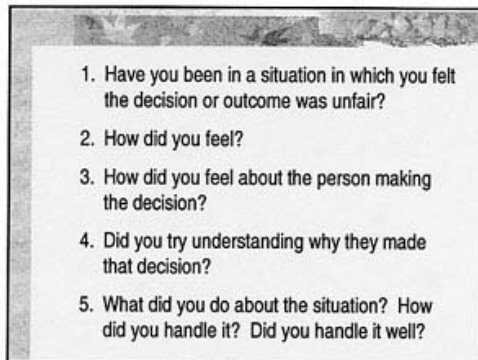 1. Have you been in a situation in which you felt
the decision or outcome was unfair?
2. How did you feel?
3. How did you feel about the person making
the decision?
4. Did you try understanding why they made
that decision?
5. What did you do about the situation? How
did you handle it? Did you handle it well?